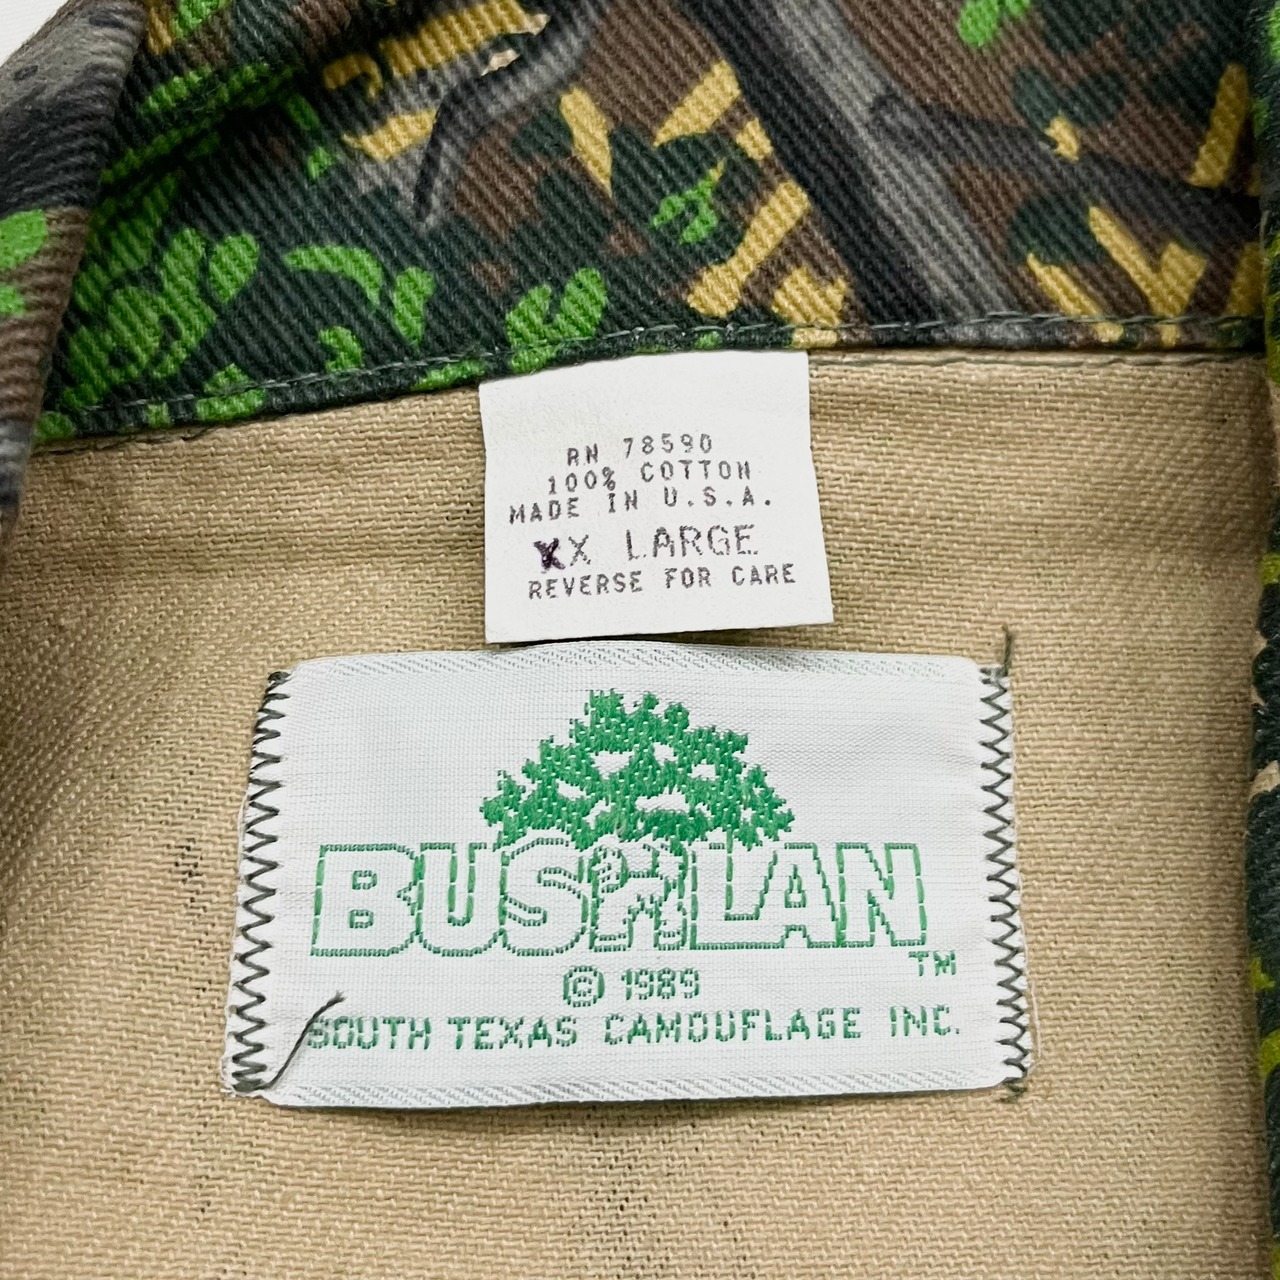 RN 78590
100% COTTON
MADE IN U.S.A.
XX LARGE
REVERSE FOR CARE
BUSHLAN
TM
© 1989
SOUTH TEXAS CAMOUFLAGE INC.